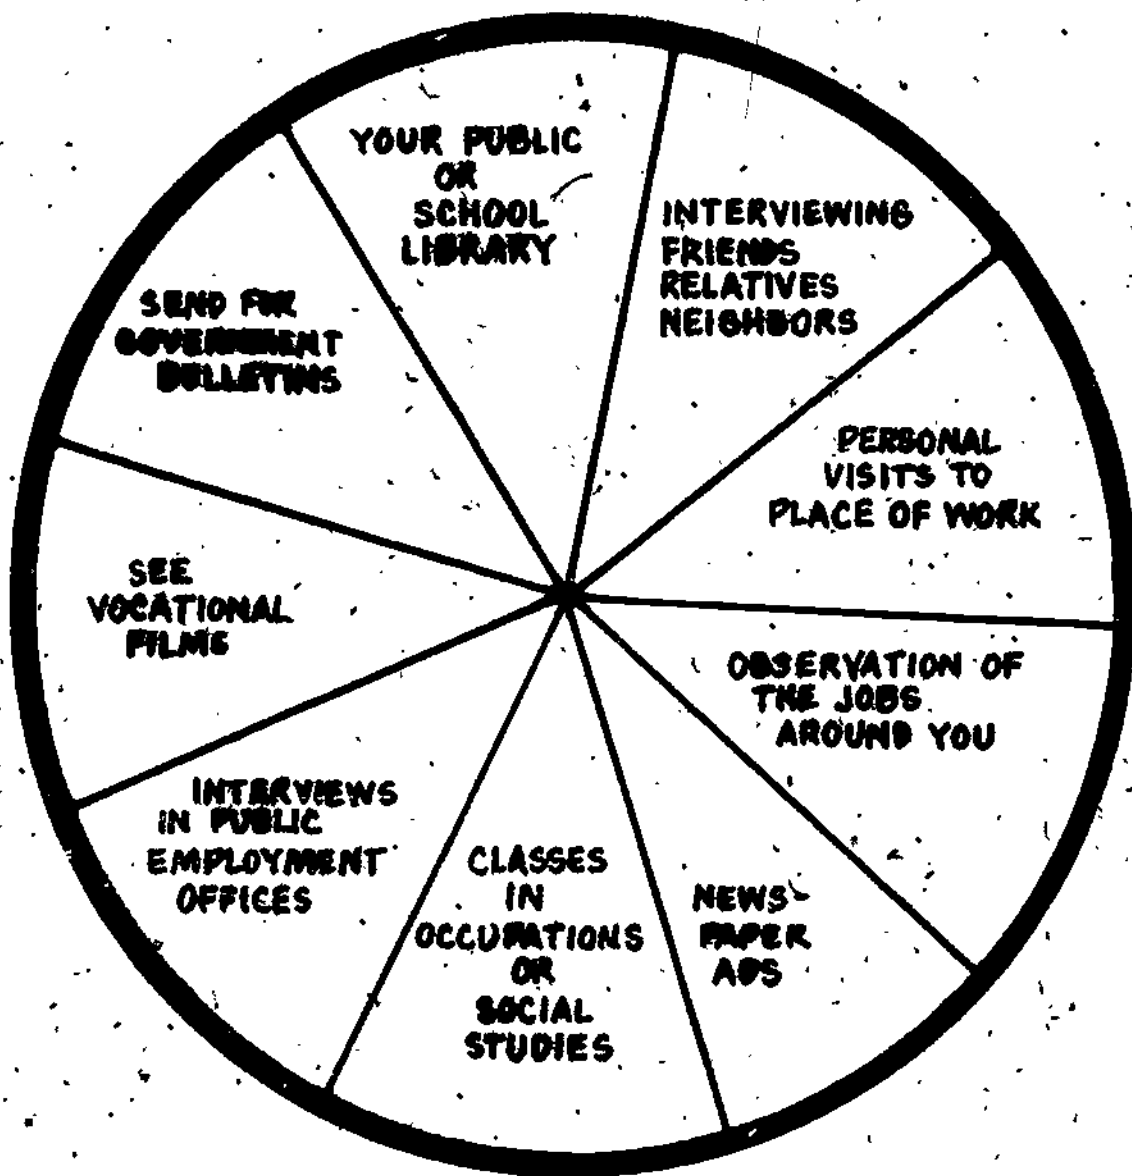 YOUR PUBLIC
OR
SCHOOL
LIBRARY
INTERVIEWING
FRIENDS
RELATIVES
NEIGHBORS
PERSONAL
VISITS TO
PLACE OF WORK
OBSERVATION OF
THE JOBS
AROUND YOU
NEWS-
PAPER
ADS
CLASSES
IN
OCCUPATIONS
OR
SOCIAL
STUDIES
INTERVIEWS
IN PUBLIC
EMPLOYMENT
OFFICES
SEE
VOCATIONAL
FILMS
SEND FOR
GOVERNMENT
BULLETINS